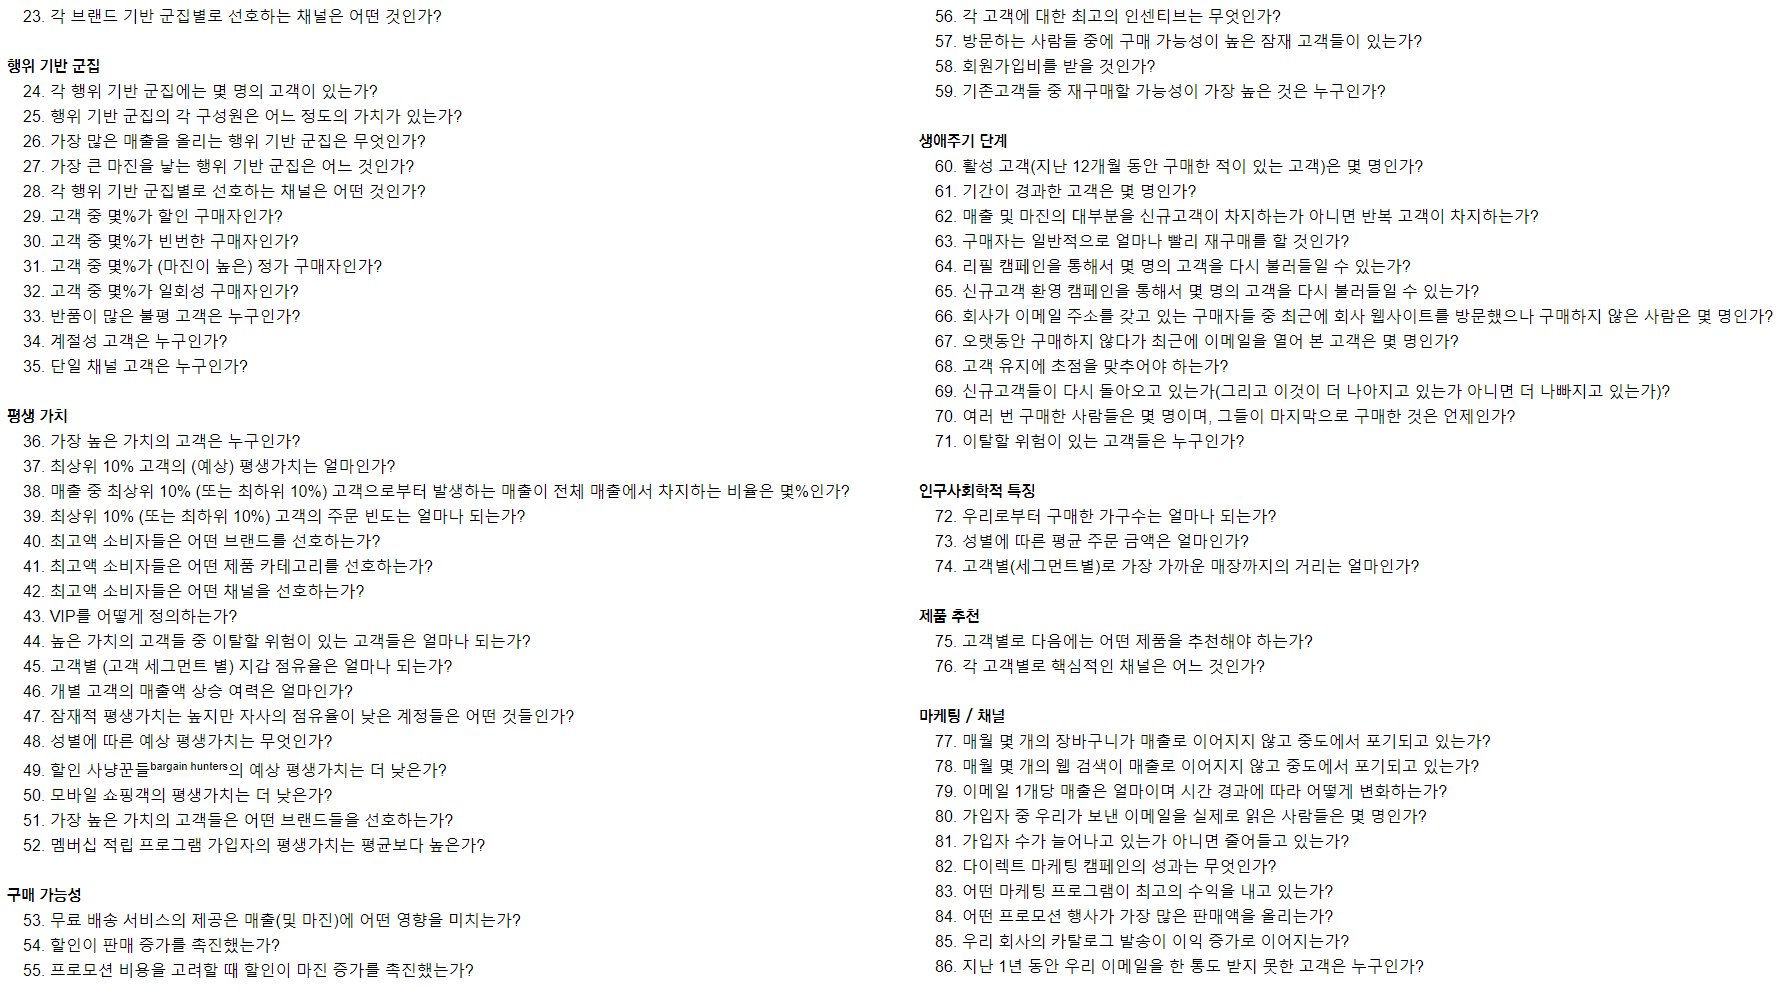 23. 각 브랜드 기반 군집별로 선호하는 채널은 어떤 것인가?
행위 기반 군집
24. 각 행위 기반 군집에는 몇 명의 고객이 있는가?
25. 행위 기반 군집의 각 구성원은 어느 정도의 가치가 있는가?
26. 가장 많은 매출을 올리는 행위 기반 군집은 무엇인가?
27. 가장 큰 마진을 낳는 행위 기반 군집은 어느 것인가?
28. 각 행위 기반 군집별로 선호하는 채널은 어떤 것인가?
29. 고객 중 몇%가 할인 구매자인가?
30. 고객 중 몇%가 빈번한 구매자인가?
31. 고객 중 몇%가 (마진이 높은) 정가 구매자인가?
32. 고객 중 몇%가 일회성 구매자인가?
33. 반품이 많은 불평 고객은 누구인가?
34. 계절성 고객은 누구인가?
35. 단일 채널 고객은 누구인가?
평생 가치
36. 가장 높은 가치의 고객은 누구인가?
37. 최상위 10% 고객의 (예상) 평생가치는 얼마인가?
38. 매출 중 최상위 10% (또는 최하위 10%) 고객으로부터 발생하는 매출이 전체 매출에서 차지하는 비율은 몇%인가?
39. 최상위 10% (또는 최하위 10%) 고객의 주문 빈도는 얼마나 되는가?
40. 최고액 소비자들은 어떤 브랜드를 선호하는가?
41. 최고액 소비자들은 어떤 제품 카테고리를 선호하는가?
42. 최고액 소비자들은 어떤 채널을 선호하는가?
43. VIP를 어떻게 정의하는가?
44. 높은 가치의 고객들 중 이탈할 위험이 있는 고객들은 얼마나 되는가?
45. 고객별 (고객 세그먼트 별) 지갑 점유율은 얼마나 되는가?
46. 개별 고객의 매출액 상승 여력은 얼마인가?
47. 잠재적 평생가치는 높지만 자사의 점유율이 낮은 계정들은 어떤 것들인가?
48. 성별에 따른 예상 평생가치는 무엇인가?
49. 할인 사냥꾼들bargain hunters의 예상 평생가치는 더 낮은가?
50. 모바일 쇼핑객의 평생가치는 더 낮은가?
51. 가장 높은 가치의 고객들은 어떤 브랜드들을 선호하는가?
52. 멤버십 적립 프로그램 가입자의 평생가치는 평균보다 높은가?
구매 가능성
53. 무료 배송 서비스의 제공은 매출(및 마진)에 어떤 영향을 미치는가?
54. 할인이 판매 증가를 촉진했는가?
55. 프로모션 비용을 고려할 때 할인이 마진 증가를 촉진했는가?
56. 각 고객에 대한 최고의 인센티브는 무엇인가?
57. 방문하는 사람들 중에 구매 가능성이 높은 잠재 고객들이 있는가?
58. 회원가입비를 받을 것인가?
59. 기존고객들 중 재구매할 가능성이 가장 높은 것은 누구인가?
생애주기 단계
60. 활성 고객(지난 12개월 동안 구매한 적이 있는 고객)은 몇 명인가?
61. 기간이 경과한 고객은 몇 명인가?
62. 매출 및 마진의 대부분을 신규고객이 차지하는가 아니면 반복 고객이 차지하는가?
63. 구매자는 일반적으로 얼마나 빨리 재구매를 할 것인가?
64. 리필 캠페인을 통해서 몇 명의 고객을 다시 불러들일 수 있는가?
65. 신규고객 환영 캠페인을 통해서 몇 명의 고객을 다시 불러들일 수 있는가?
66. 회사가 이메일 주소를 갖고 있는 구매자들 중 최근에 회사 웹사이트를 방문했으나 구매하지 않은 사람은 몇 명인가?
67. 오랫동안 구매하지 않다가 최근에 이메일을 열어 본 고객은 몇 명인가?
68. 고객 유지에 초점을 맞추어야 하는가?
69. 신규고객들이 다시 돌아오고 있는가(그리고 이것이 더 나아지고 있는가 아니면 더 나빠지고 있는가)?
70. 여러 번 구매한 사람들은 몇 명이며, 그들이 마지막으로 구매한 것은 언제인가?
71. 이탈할 위험이 있는 고객들은 누구인가?
인구사회학적 특징
72. 우리로부터 구매한 가구수는 얼마나 되는가?
73. 성별에 따른 평균 주문 금액은 얼마인가?
74. 고객별(세그먼트별)로 가장 가까운 매장까지의 거리는 얼마인가?
제품 추천
75. 고객별로 다음에는 어떤 제품을 추천해야 하는가?
76. 각 고객별로 핵심적인 채널은 어느 것인가?
마케팅 / 채널
77. 매월 몇 개의 장바구니가 매출로 이어지지 않고 중도에서 포기되고 있는가?
78. 매월 몇 개의 웹 검색이 매출로 이어지지 않고 중도에서 포기되고 있는가?
79. 이메일 1개당 매출은 얼마이며 시간 경과에 따라 어떻게 변화하는가?
80. 가입자 중 우리가 보낸 이메일을 실제로 읽은 사람들은 몇 명인가?
81. 가입자 수가 늘어나고 있는가 아니면 줄어들고 있는가?
82. 다이렉트 마케팅 캠페인의 성과는 무엇인가?
83. 어떤 마케팅 프로그램이 최고의 수익을 내고 있는가?
84. 어떤 프로모션 행사가 가장 많은 판매액을 올리는가?
85. 우리 회사의 카탈로그 발송이 이익 증가로 이어지는가?
86. 지난 1년 동안 우리 이메일을 한 통도 받지 못한 고객은 누구인가?